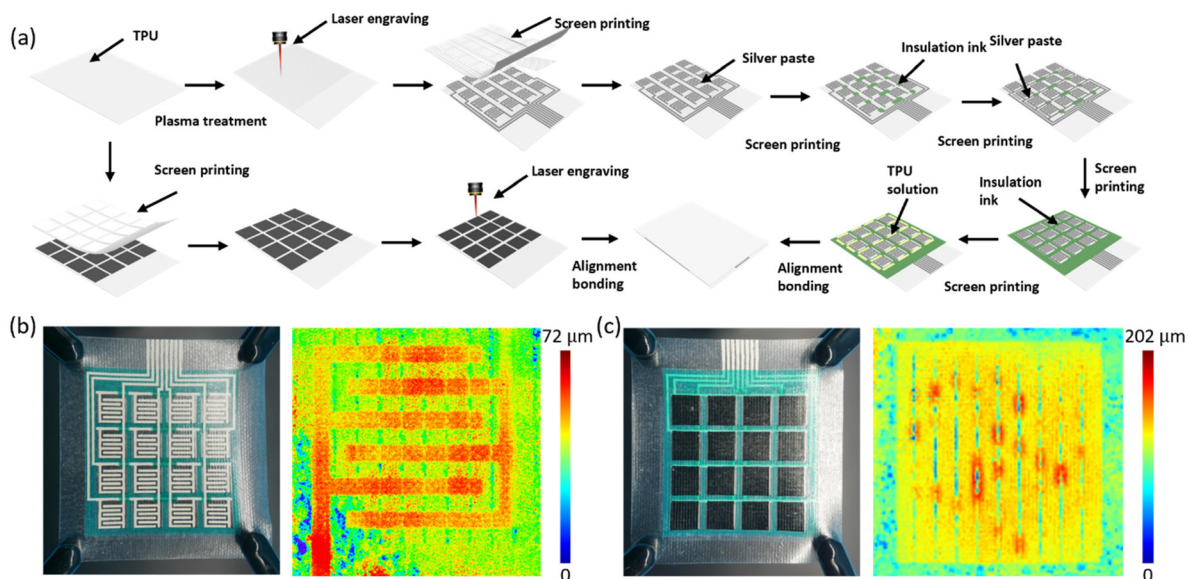 (a)
TPU
Laser engraving
Screen printing
Silver paste
Insulation ink
Silver paste
Plasma treatment
Screen printing
Screen printing
Screen printing
Laser engraving
TPU
solution
Insulation
ink
Screen
printing
Alignment
bonding
Alignment
bonding
Screen printing
(b)
72 μm
0
(c)
202 μm
0